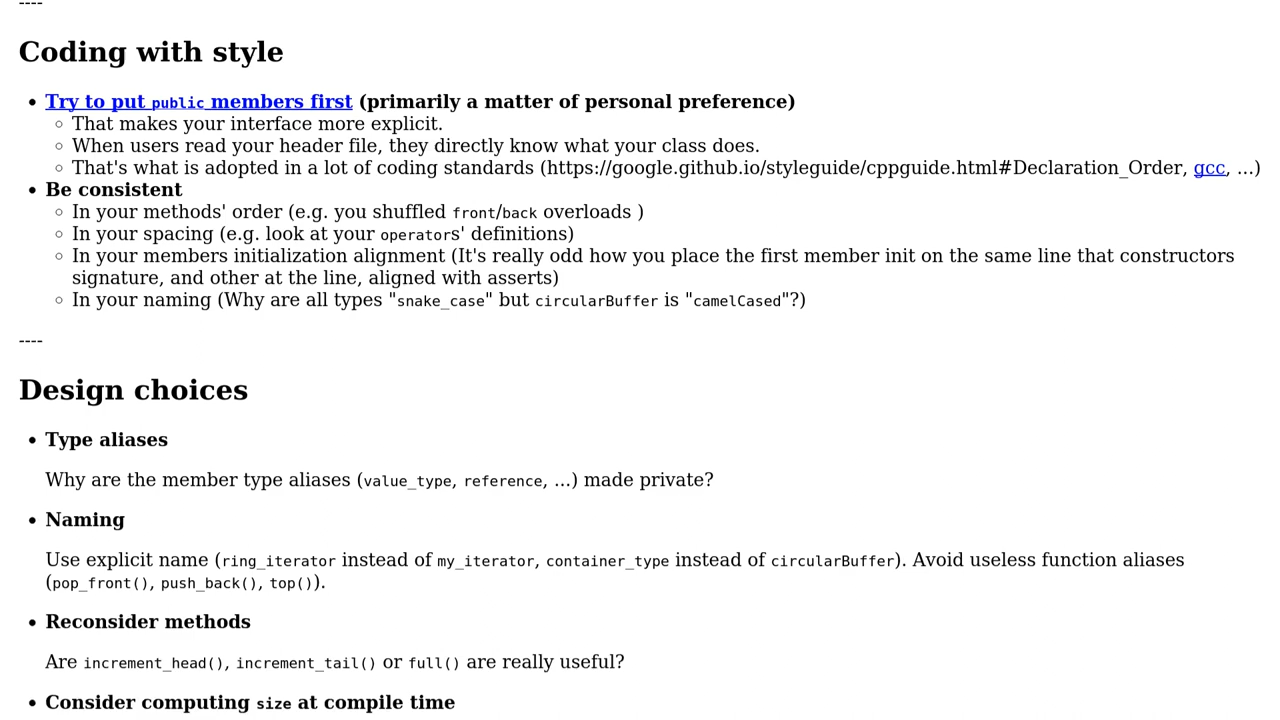 ----
Coding with style
• Try to put public members first (primarily a matter of personal preference)
◦ That makes your interface more explicit.
◦ When users read your header file, they directly know what your class does.
◦ That's what is adopted in a lot of coding standards (https://google.github.io/styleguide/cppguide.html#Declaration_Order, gcc, ...)
• Be consistent
◦ In your methods' order (e.g. you shuffled front/back overloads )
◦ In your spacing (e.g. look at your operators' definitions)
◦ In your members initialization alignment (It's really odd how you place the first member init on the same line that constructors
signature, and other at the line, aligned with asserts)
◦ In your naming (Why are all types "snake_case" but circularBuffer is "camelCased"?)
----
Design choices
• Type aliases
Why are the member type aliases (value_type, reference, ...) made private?
• Naming
Use explicit name (ring_iterator instead of my_iterator, container_type instead of circularBuffer). Avoid useless function aliases
(pop_front(), push_back(), top()).
• Reconsider methods
Are increment_head(), increment_tail() or full() are really useful?
• Consider computing size at compile time